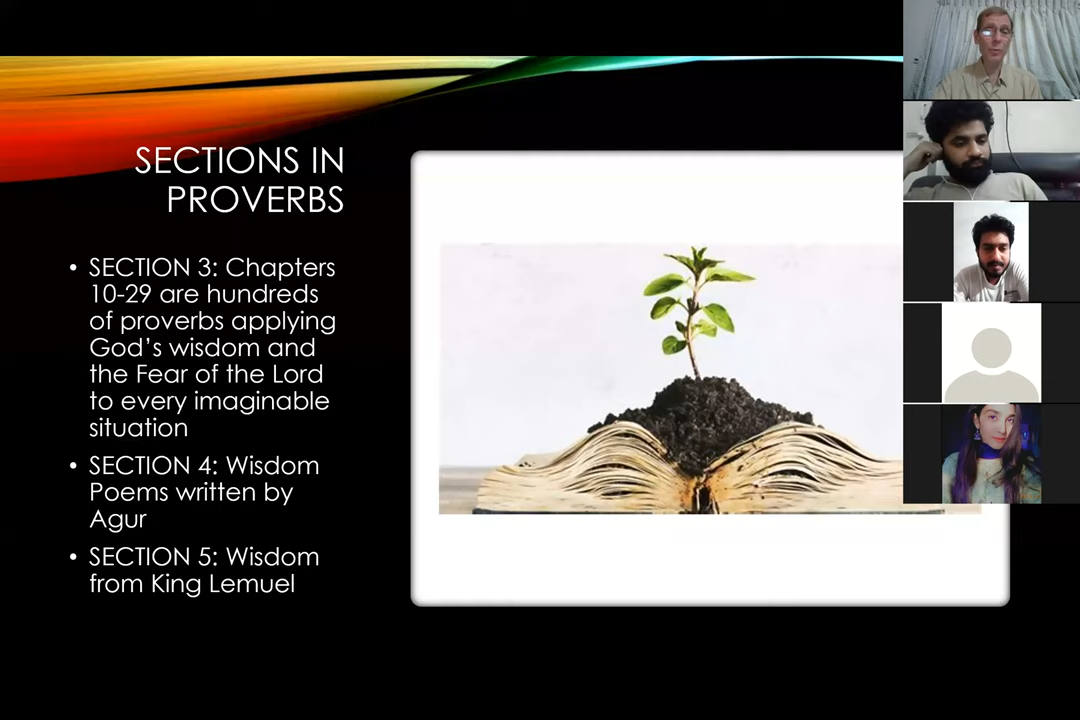 SECTIONS IN
PROVERBS
• SECTION 3: Chapters
10-29 are hundreds
of proverbs applying
God’s wisdom and
the Fear of the Lord
to every imaginable
situation
• SECTION 4: Wisdom
Poems written by
Agur
• SECTION 5: Wisdom
from King Lemuel